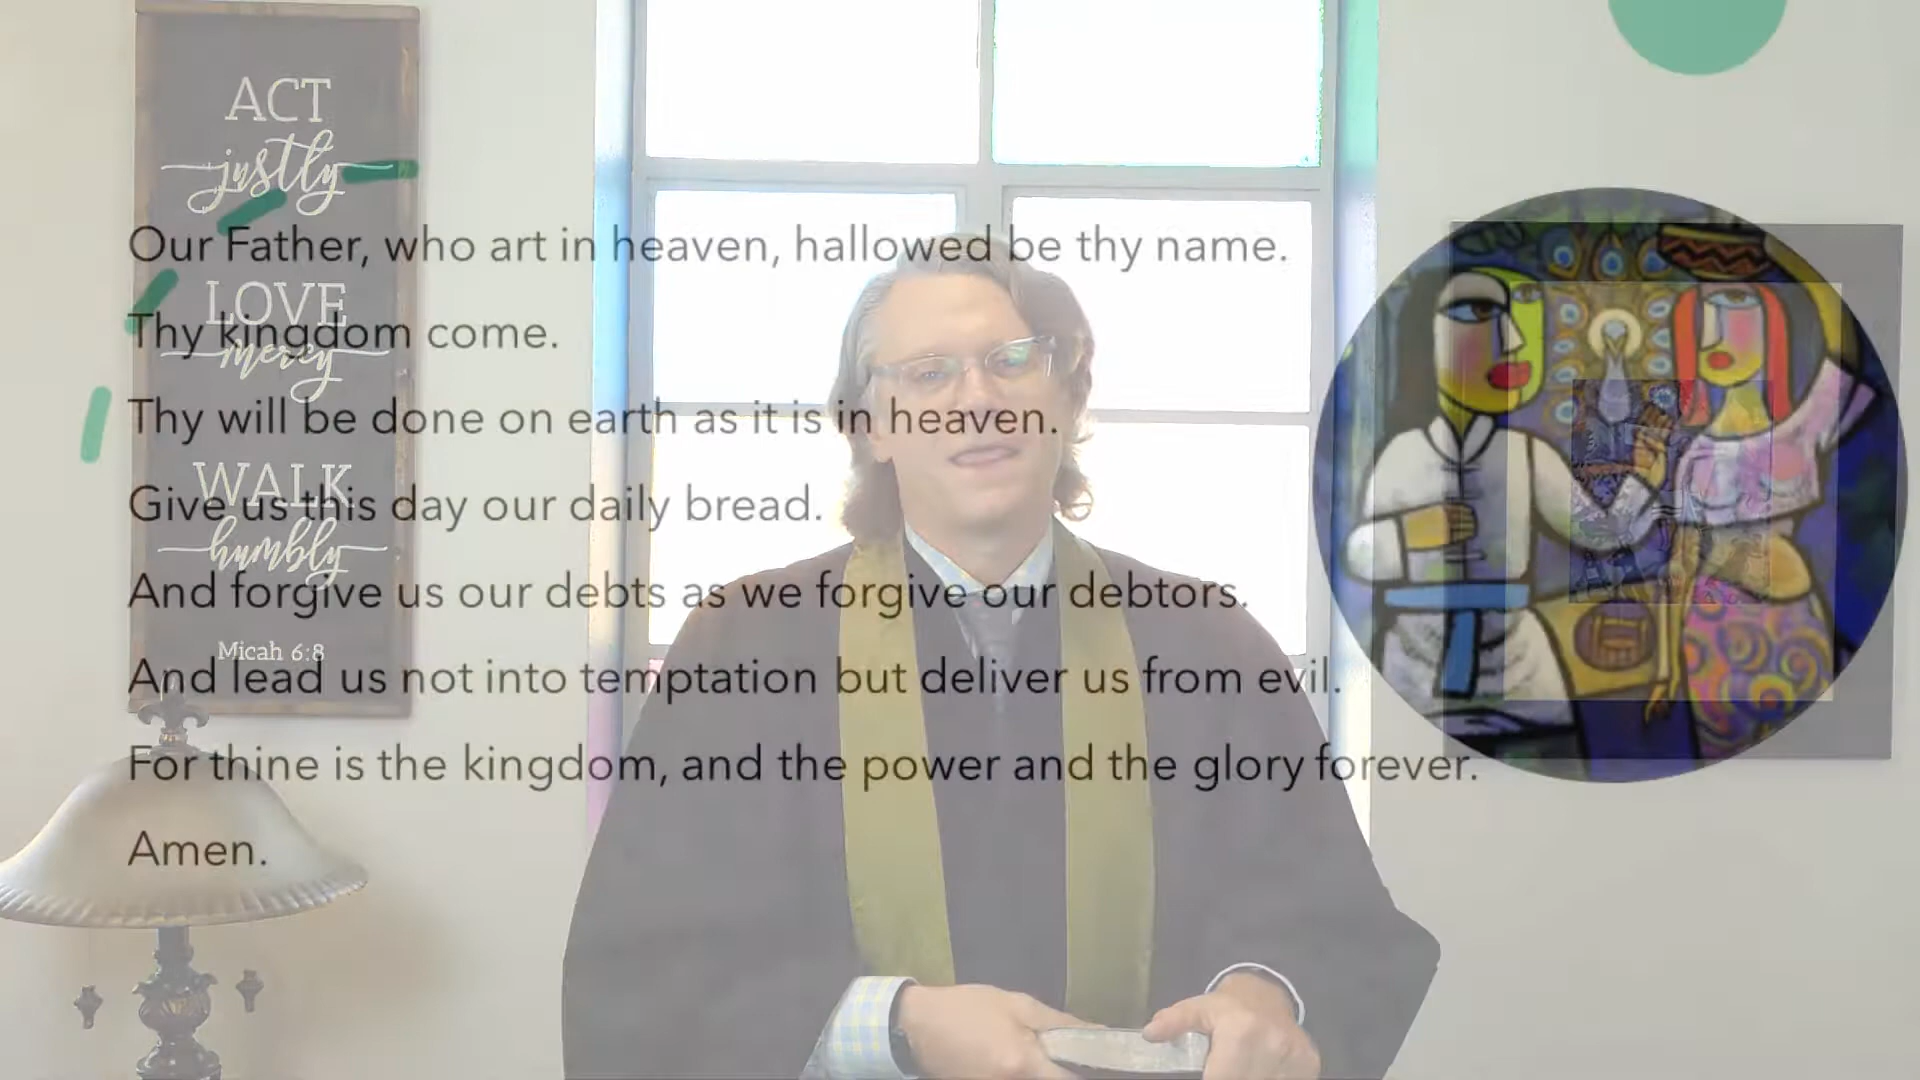 ACT
justly
LOVE
mercy
WALK
humbly
Micah 6:8
Our Father, who art in heaven, hallowed be thy name.
Thy kingdom come.
Thy will be done on earth as it is in heaven.
Give us this day our daily bread.
And forgive us our debts as we forgive our debtors.
And lead us not into temptation but deliver us from evil.
For thine is the kingdom, and the power and the glory forever.
Amen.